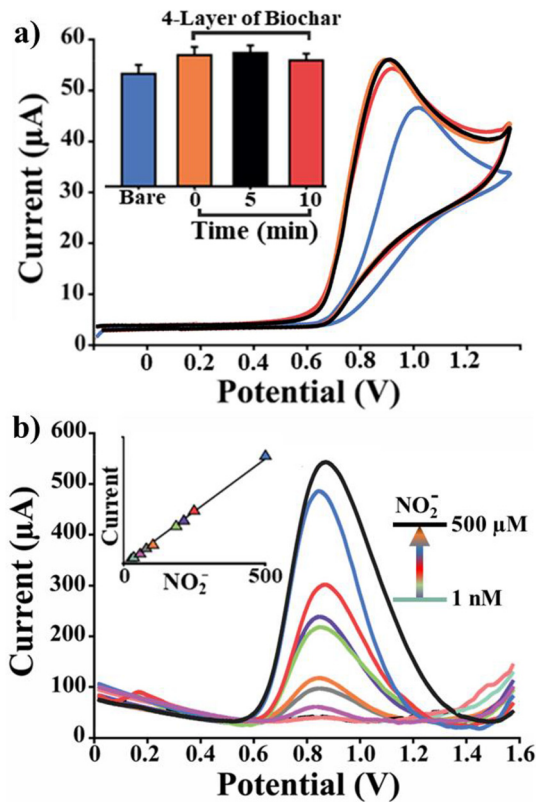 a)
4-Layer of Biochar
60
50
40
30
20
10
0
Current (µA)
Bare
0
5
10
Time (min)
0
0.2
0.4
0.6
0.8
1.0
1.2
Potential (V)
b)
600
500
400
300
200
100
0
Current (µA)
Current
0
NO₂⁻
500
NO₂⁻
500 µM
1 nM
0
0.2
0.4
0.6
0.8
1.0
1.2
1.4
1.6
Potential (V)